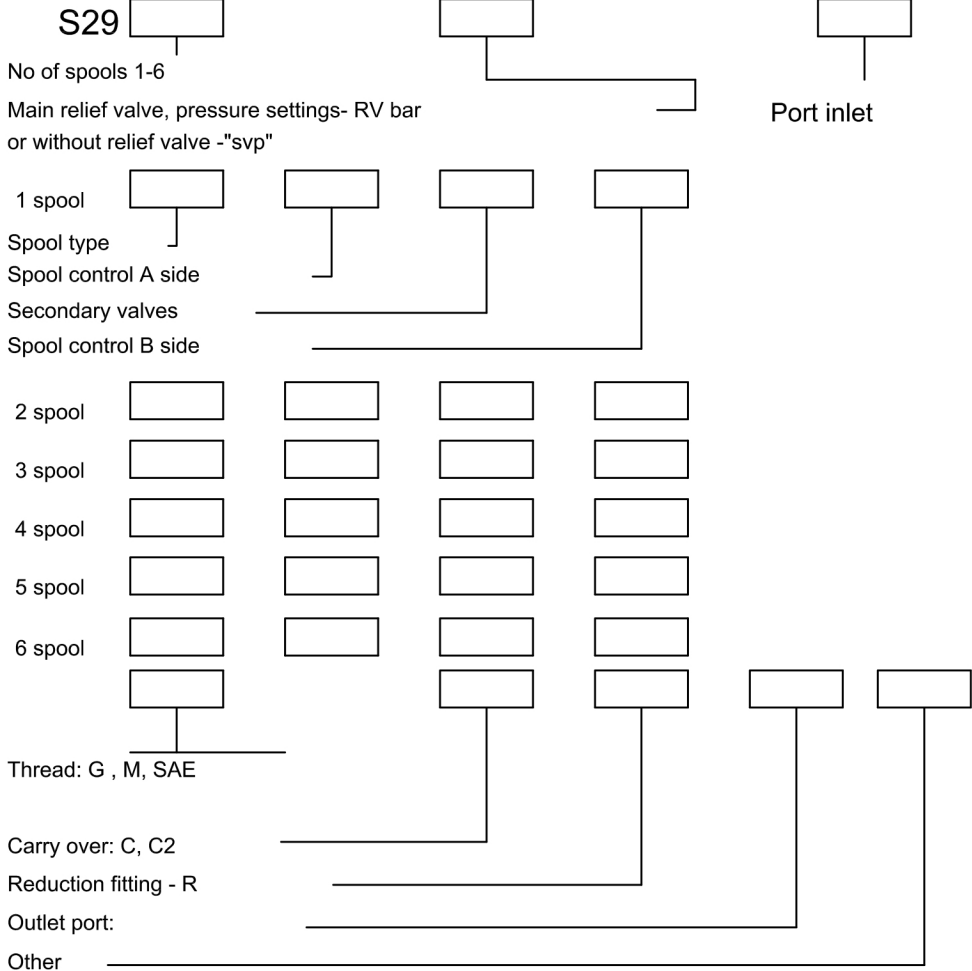 S29
No of spools 1-6
Main relief valve, pressure settings- RV bar
or without relief valve -"svp"
Port inlet
1 spool
Spool type
Spool control A side
Secondary valves
Spool control B side
2 spool
3 spool
4 spool
5 spool
6 spool
Thread: G , M, SAE
Carry over: C, C2
Reduction fitting - R
Outlet port:
Other